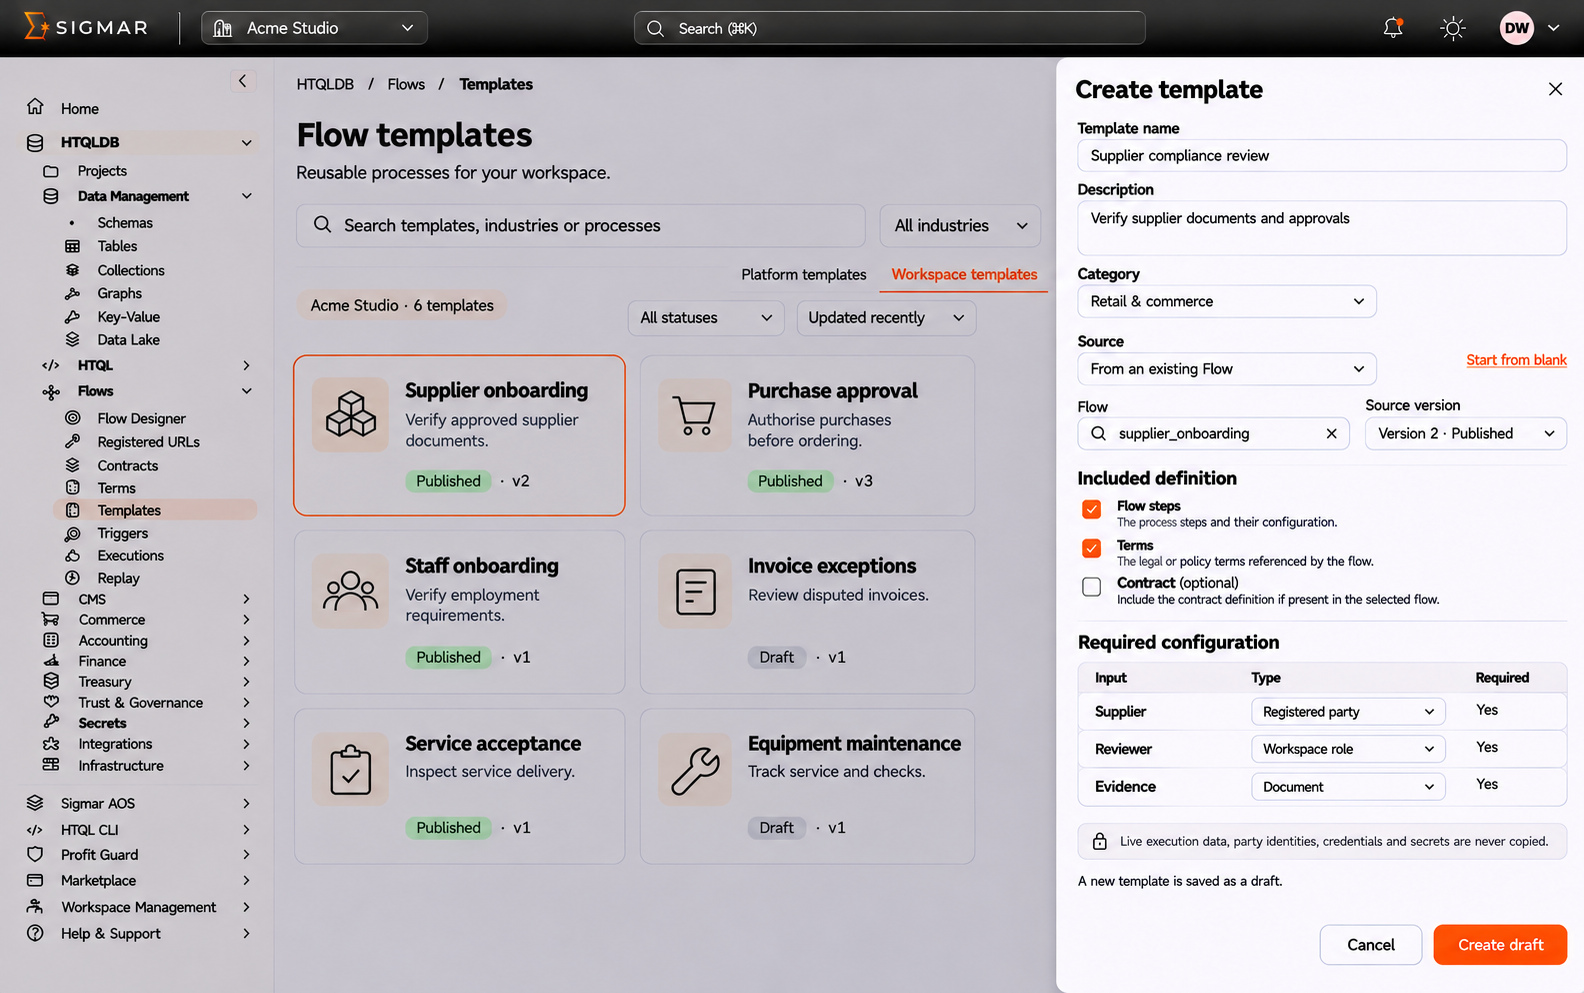 SIGMAR
Acme Studio
Search (⌘K)
DW
Home
HTQLDB
Projects
Data Management
Schemas
Tables
Collections
Graphs
Key-Value
Data Lake
HTQL
Flows
Flow Designer
Registered URLs
Contracts
Terms
Templates
Triggers
Executions
Replay
CMS
Commerce
Accounting
Finance
Treasury
Trust & Governance
Secrets
Integrations
Infrastructure
Sigmar AOS
HTQL CLI
Profit Guard
Marketplace
Workspace Management
Help & Support
HTQLDB / Flows / Templates
Flow templates
Reusable processes for your workspace.
Search templates, industries or processes
All industries
Platform templates
Workspace templates
Acme Studio · 6 templates
All statuses
Updated recently
Supplier onboarding
Verify approved supplier
documents.
Published · v2
Purchase approval
Authorise purchases
before ordering.
Published · v3
Staff onboarding
Verify employment
requirements.
Published · v1
Invoice exceptions
Review disputed invoices.
Draft · v1
Service acceptance
Inspect service delivery.
Published · v1
Equipment maintenance
Track service and checks.
Draft · v1
Create template
Template name
Supplier compliance review
Description
Verify supplier documents and approvals
Category
Retail & commerce
Source
From an existing Flow
Start from blank
Flow
supplier_onboarding
Source version
Version 2 · Published
Included definition
Flow steps
The process steps and their configuration.
Terms
The legal or policy terms referenced by the flow.
Contract (optional)
Include the contract definition if present in the selected flow.
Required configuration
Input Type Required
Supplier Registered party Yes
Reviewer Workspace role Yes
Evidence Document Yes
Live execution data, party identities, credentials and secrets are never copied.
A new template is saved as a draft.
Cancel
Create draft